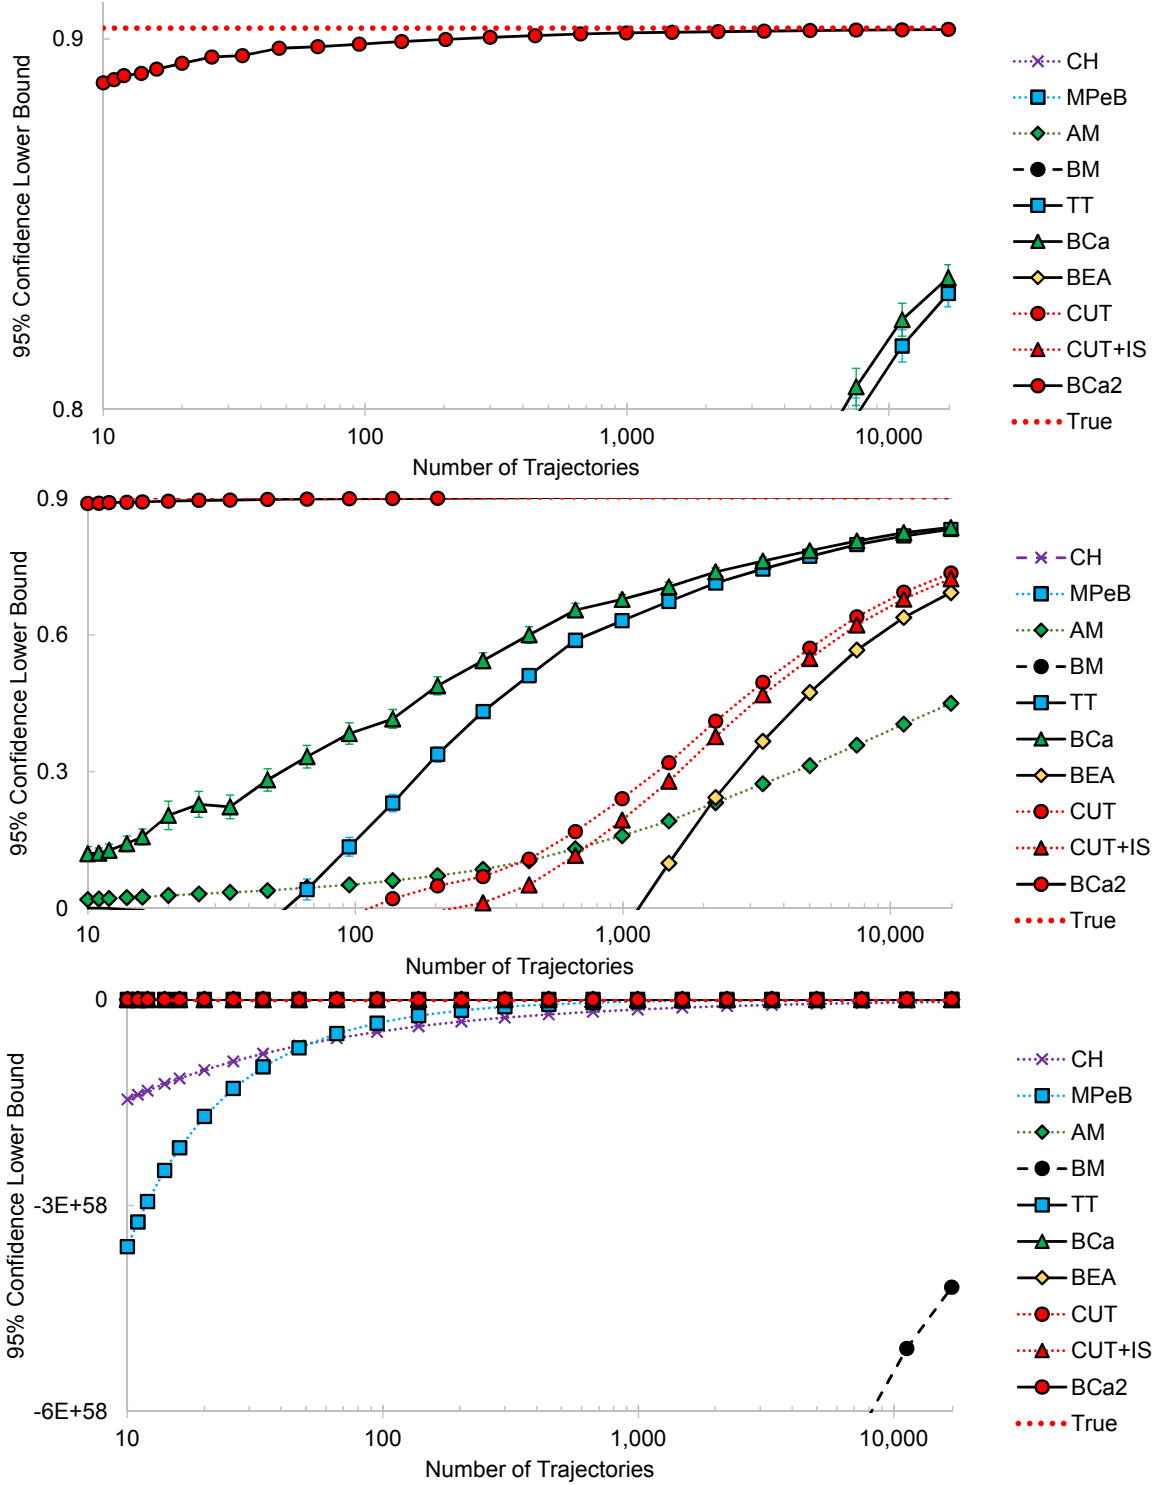 95% Confidence Lower Bound
0.9
0.8
10
100
1,000
10,000
Number of Trajectories
CH
MPeB
AM
BM
TT
BCa
BEA
CUT
CUT+IS
BCa2
True
95% Confidence Lower Bound
0.9
0.6
0.3
0
10
100
1,000
10,000
Number of Trajectories
CH
MPeB
AM
BM
TT
BCa
BEA
CUT
CUT+IS
BCa2
True
95% Confidence Lower Bound
0
-3E+58
-6E+58
10
100
1,000
10,000
Number of Trajectories
CH
MPeB
AM
BM
TT
BCa
BEA
CUT
CUT+IS
BCa2
True